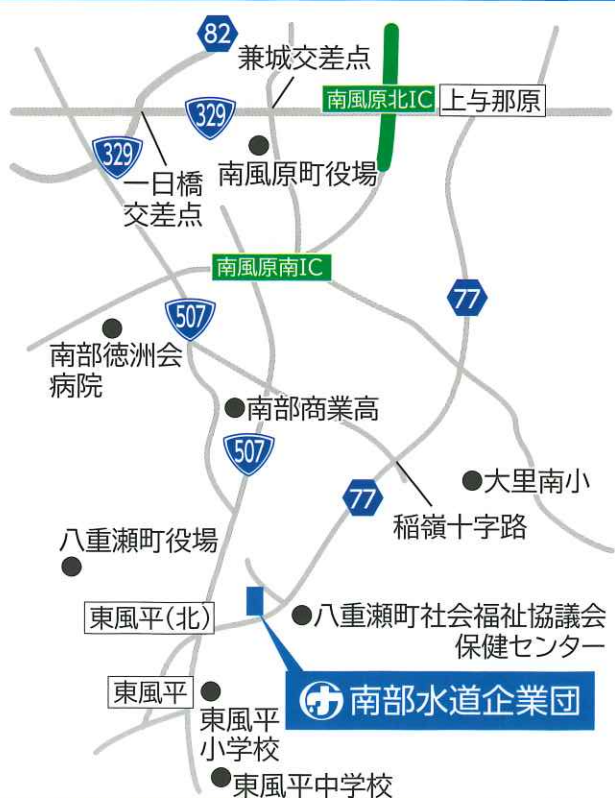 82
兼城交差点
329
南風原北IC
上与那原
329
一日橋
交差点
南風原町役場
南風原南IC
77
507
南部徳洲会
病院
南部商業高
507
77
大里南小
稲嶺十字路
八重瀬町役場
東風平(北)
八重瀬町社会福祉協議会
保健センター
東風平
南部水道企業団
東風平
小学校
東風平中学校